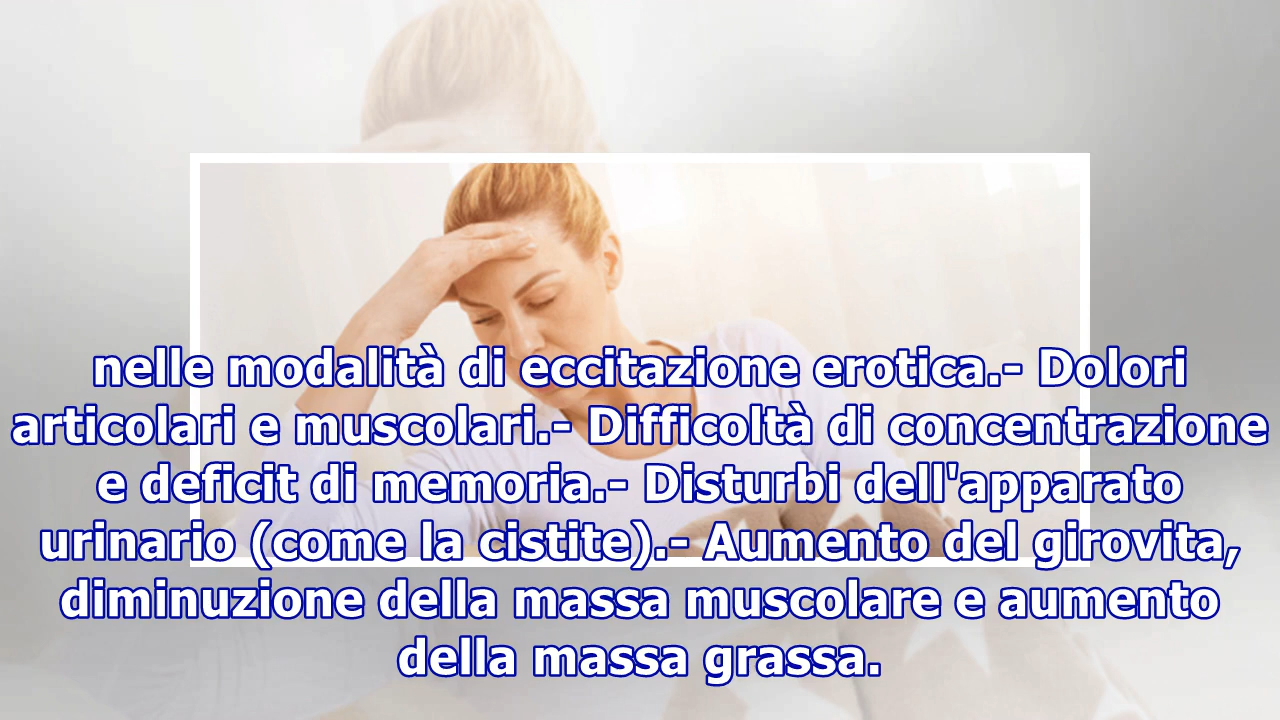 nelle modalità di eccitazione erotica.- Dolori
articolari e muscolari.- Difficoltà di concentrazione
e deficit di memoria.- Disturbi dell'apparato
urinario (come la cistite).- Aumento del girovita,
diminuzione della massa muscolare e aumento
della massa grassa.